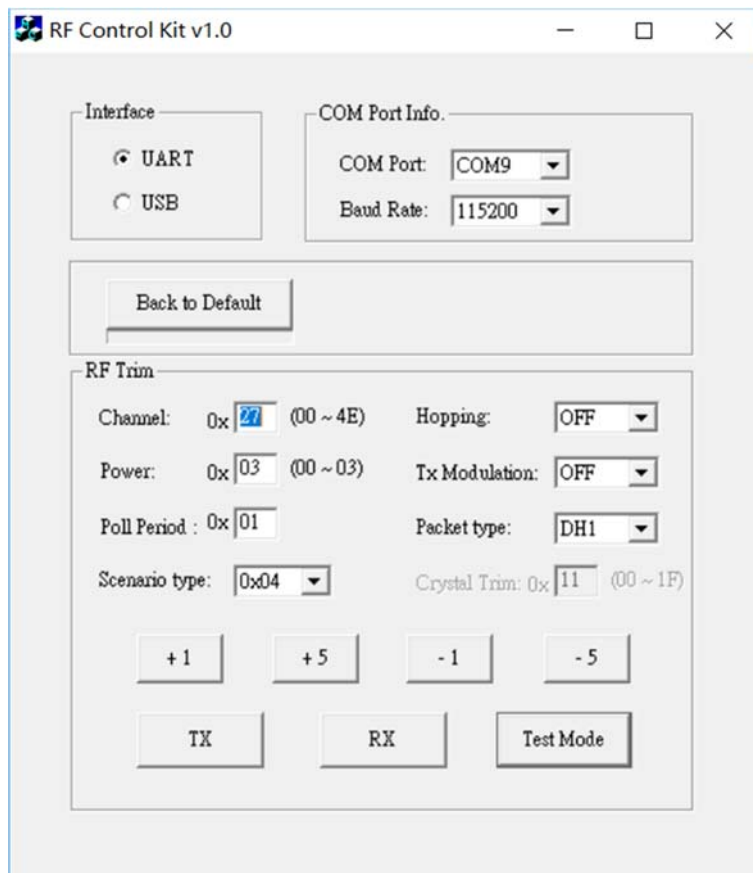 RF Control Kit v1.0
Interface
UART
USB
COM Port Info.
COM Port: COM9
Baud Rate: 115200
Back to Default
RF Trim
Channel: 0x 27 (00 ~ 4E) Hopping: OFF
Power: 0x 03 (00 ~ 03) Tx Modulation: OFF
Poll Period : 0x 01 Packet type: DH1
Scenario type: 0x04 Crystal Trim: 0x 11 (00 ~ 1F)
+ 1 + 5 - 1 - 5
TX RX Test Mode